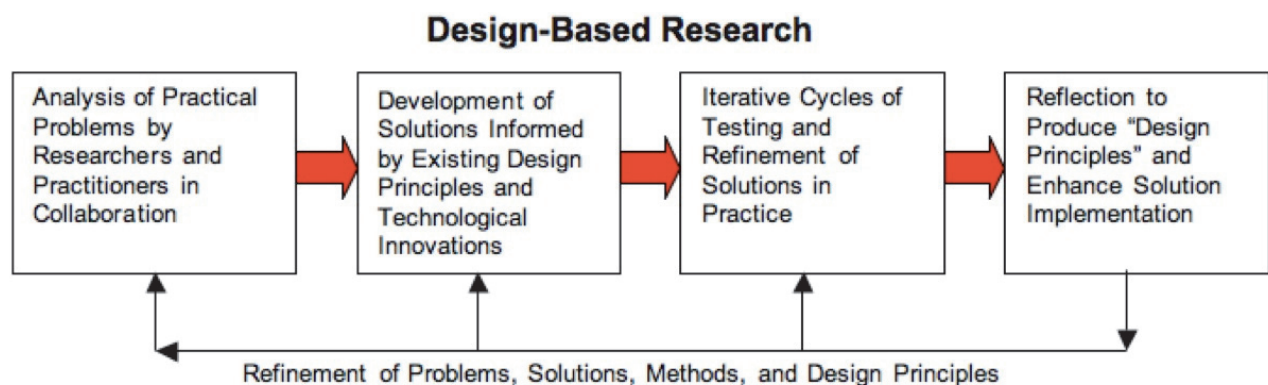 Design-Based Research
Analysis of Practical
Problems by
Researchers and
Practitioners in
Collaboration
Development of
Solutions Informed
by Existing Design
Principles and
Technological
Innovations
Iterative Cycles of
Testing and
Refinement of
Solutions in
Practice
Reflection to
Produce “Design
Principles” and
Enhance Solution
Implementation
Refinement of Problems, Solutions, Methods, and Design Principles